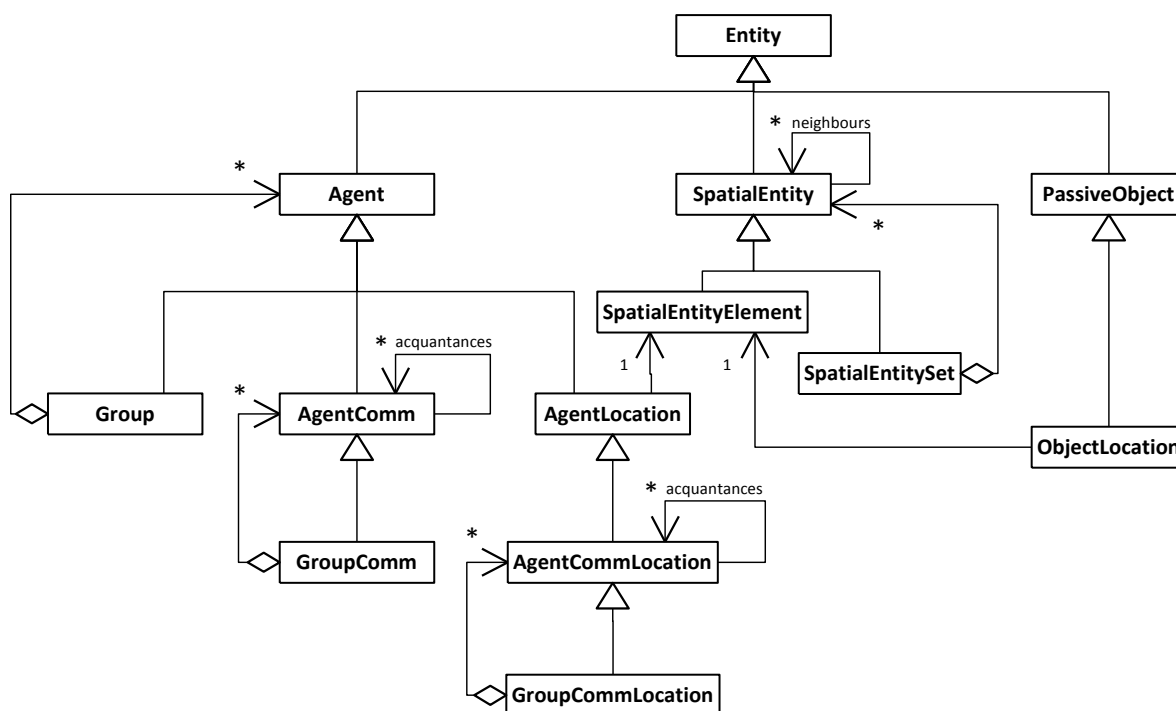 Entity
* neighbours
*
Agent
SpatialEntity
PassiveObject
*
SpatialEntityElement
* acquantances
1
1
SpatialEntitySet
*
Group
AgentComm
AgentLocation
ObjectLocation
* acquantances
*
GroupComm
AgentCommLocation
GroupCommLocation